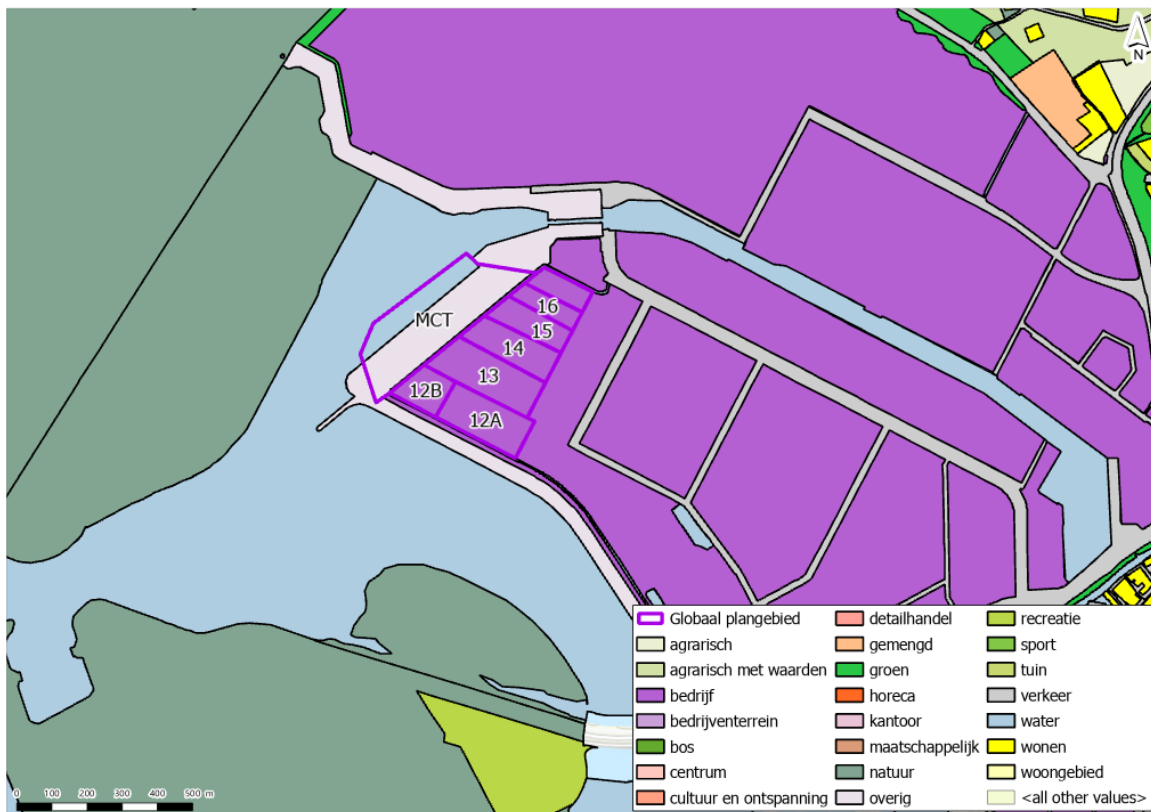 N
MCT
16
15
14
13
12B
12A
Globaal plangebied
agrarisch
agrarisch met waarden
bedrijf
bedrijventerrein
bos
centrum
cultuur en ontspanning
detailhandel
gemengd
groen
horeca
kantoor
maatschappelijk
natuur
overig
recreatie
sport
tuin
verkeer
water
wonen
woongebied
<all other values>
0 100 200 300 400 500 m